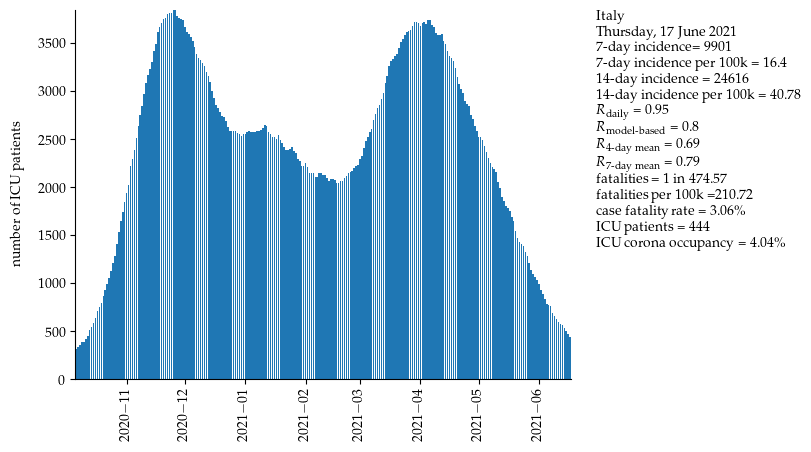 Italy
Thursday, 17 June 2021
7-day incidence= 9901
7-day incidence per 100k = 16.4
14-day incidence = 24616
14-day incidence per 100k = 40.78
R_daily = 0.95
R_model-based = 0.8
R_4-day mean = 0.69
R_7-day mean = 0.79
fatalities = 1 in 474.57
fatalities per 100k =210.72
case fatality rate = 3.06%
ICU patients = 444
ICU corona occupancy = 4.04%
number of ICU patients
3500
3000
2500
2000
1500
1000
500
0
2020−11
2020−12
2021−01
2021−02
2021−03
2021−04
2021−05
2021−06